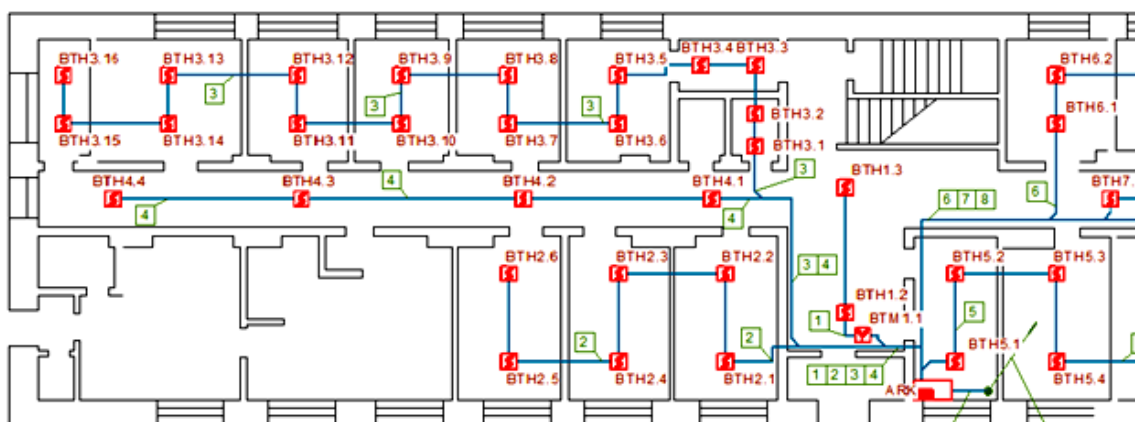 BTH3.16
BTH3.13
BTH3.12
BTH3.9
BTH3.8
BTH3.5
BTH3.4
BTH3.3
BTH6.2
3
3
3
BTH3.2
BTH6.1
BTH3.15
BTH3.14
BTH3.11
BTH3.10
BTH3.7
BTH3.6
BTH3.1
BTH4.4
BTH4.3
4
BTH4.2
BTH4.1
3
BTH1.3
6
BTH7.
4
4
6 7 8
BTH2.6
BTH2.3
BTH2.2
3 4
BTH5.2
BTH5.3
BTH1.2
BTM1.1
1
5
2
2
BTH5.1
BTH2.5
BTH2.4
BTH2.1
1 2 3 4
BTH5.4
ARK